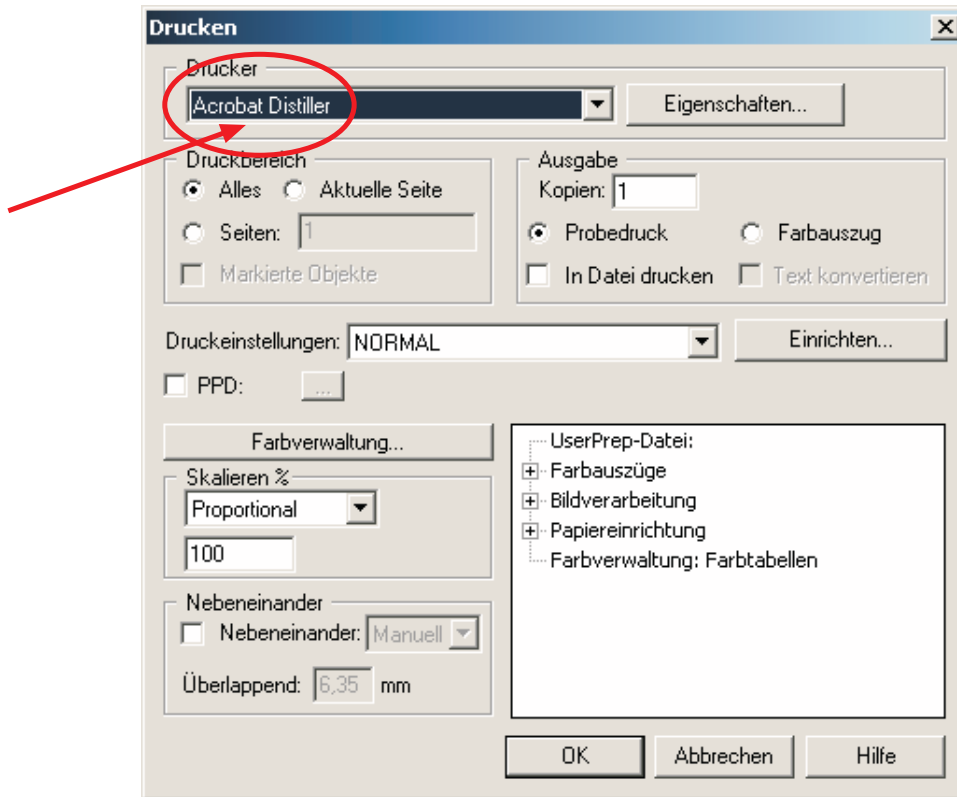 Drucken
Drucker
Acrobat Distiller
Eigenschaften...
Druckbereich
Alles
Aktuelle Seite
Seiten: 1
Markierte Objekte
Ausgabe
Kopien: 1
Probedruck
Farbauszug
In Datei drucken
Text konvertieren
Druckeinstellungen: NORMAL
Einrichten...
PPD: ...
Farbverwaltung...
Skalieren %
Proportional
100
Nebeneinander
Nebeneinander: Manuell
Überlappend: 6,35 mm
UserPrep-Datei:
Farbauszüge
Bildverarbeitung
Papiereinrichtung
Farbverwaltung: Farbtabellen
OK
Abbrechen
Hilfe